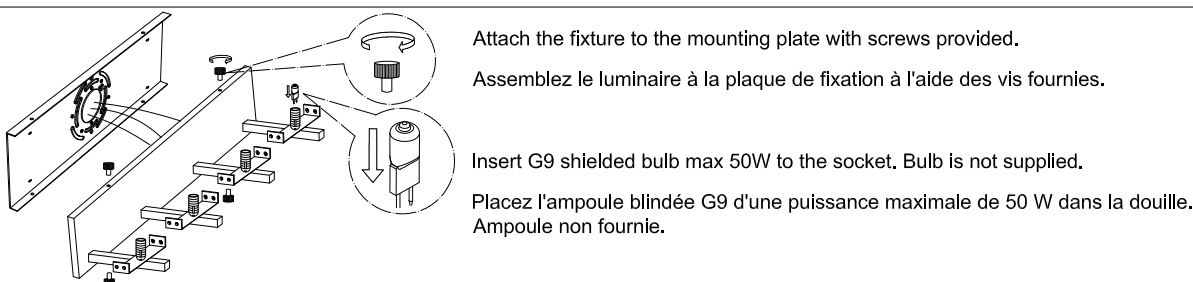 Attach the fixture to the mounting plate with screws provided.
Assemblez le luminaire à la plaque de fixation à l'aide des vis fournies.
Insert G9 shielded bulb max 50W to the socket. Bulb is not supplied.
Placez l'ampoule blindée G9 d'une puissance maximale de 50 W dans la douille.
Ampoule non fournie.